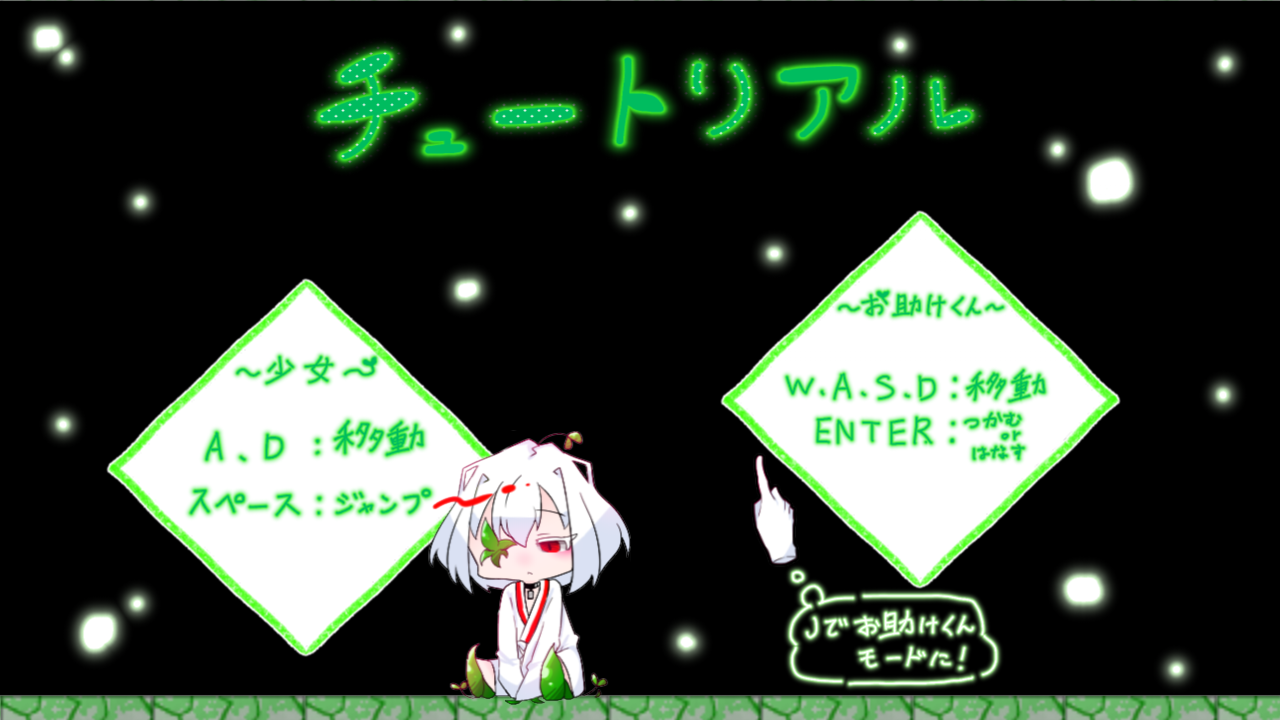 チュートリアル
～少女～
A、D：移動
スペース：ジャンプ
～お助けくん～
W.A.S.D：移動
ENTER：つかむ
or
はなす
Jでお助けくん
モードに！